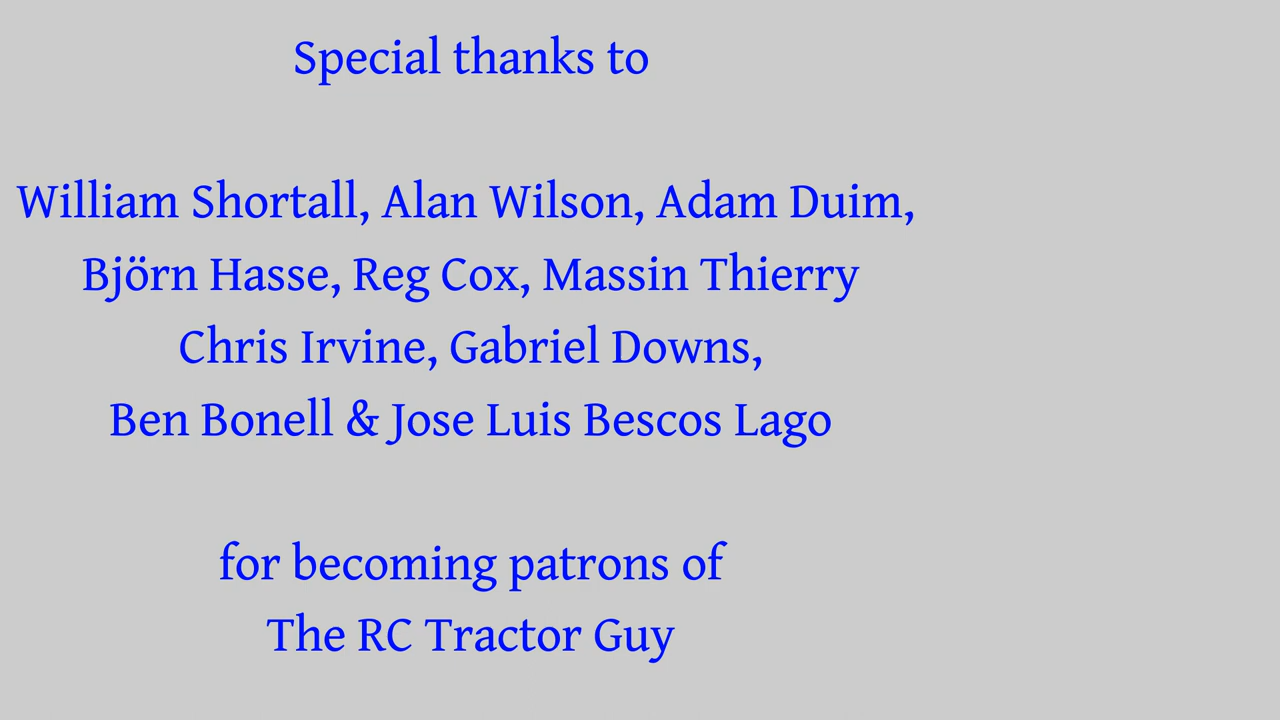 Special thanks to
William Shortall, Alan Wilson, Adam Duim,
Björn Hasse, Reg Cox, Massin Thierry
Chris Irvine, Gabriel Downs,
Ben Bonell & Jose Luis Bescos Lago
for becoming patrons of
The RC Tractor Guy